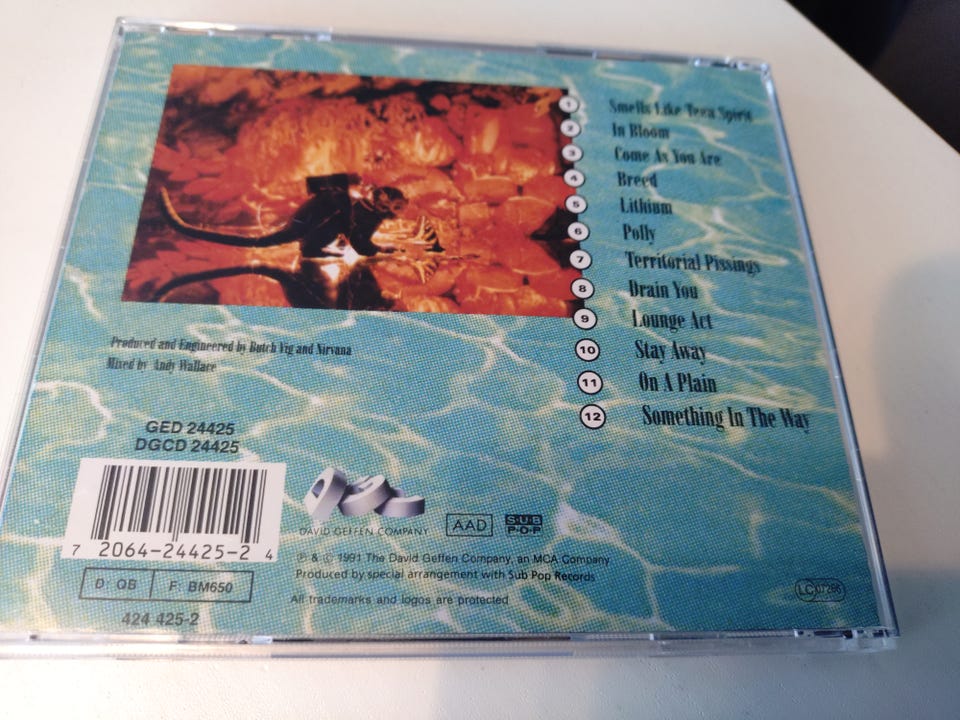 1 Smells Like Teen Spirit
2 In Bloom
3 Come As You Are
4 Breed
5 Lithium
6 Polly
7 Territorial Pissings
8 Drain You
9 Lounge Act
10 Stay Away
11 On A Plain
12 Something In The Way
Produced and Engineered by Butch Vig and Nirvana
Mixed by Andy Wallace
GED 24425
DGCD 24425
7 2064-24425-2 4
D: QB F: BM650
424 425-2
DGC
DAVID GEFFEN COMPANY
AAD
SUB
POP
℗ & © 1991 The David Geffen Company, an MCA Company
Produced by special arrangement with Sub Pop Records
All trademarks and logos are protected
LC 07266